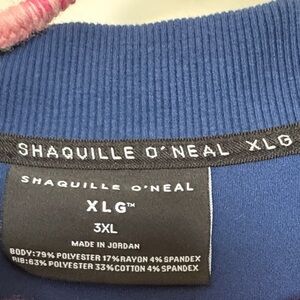 SHAQUILLE O'NEAL XLG
SHAQUILLE O'NEAL
XLG™
3XL
MADE IN JORDAN
BODY:79% POLYESTER 17%RAYON 4%SPANDEX
RIB:63% POLYESTER 33%COTTON 4% SPANDEX